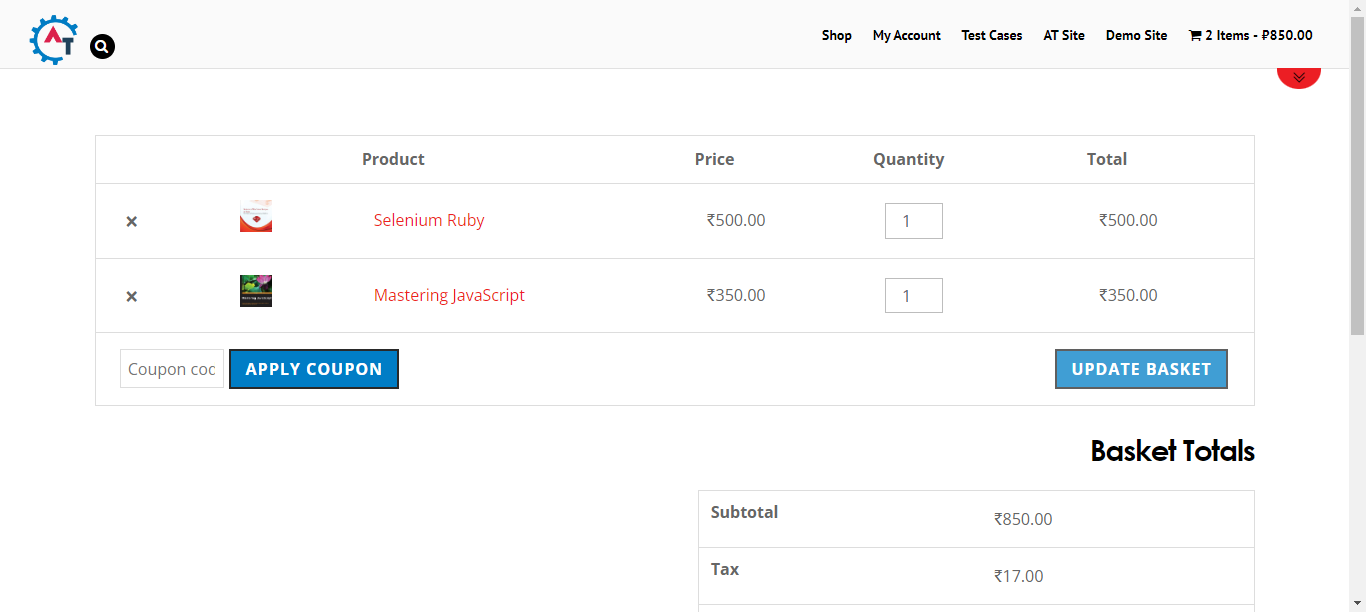 AT
Shop My Account Test Cases AT Site Demo Site 2 Items - ₽850.00
Product Price Quantity Total
× Selenium Ruby ₹500.00 1 ₹500.00
× Mastering JavaScript ₹350.00 1 ₹350.00
Coupon coc APPLY COUPON UPDATE BASKET
Basket Totals
Subtotal ₹850.00
Tax ₹17.00